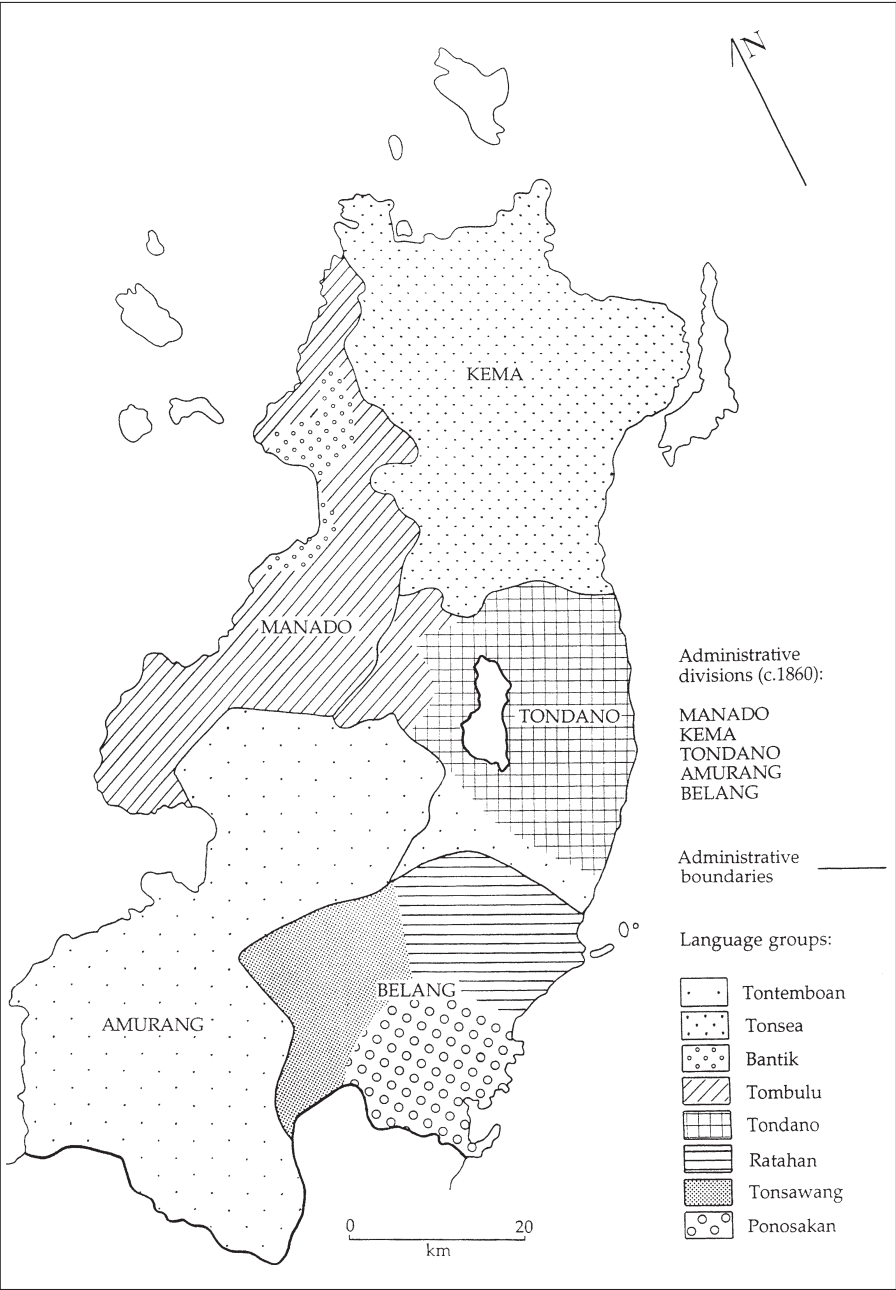 N
KEMA
MANADO
TONDANO
BELANG
AMURANG
Administrative
divisions (c.1860):
MANADO
KEMA
TONDANO
AMURANG
BELANG
Administrative
boundaries
Language groups:
Tontemboan
Tonsea
Bantik
Tombulu
Tondano
Ratahan
Tonsawang
Ponosakan
0 20
km